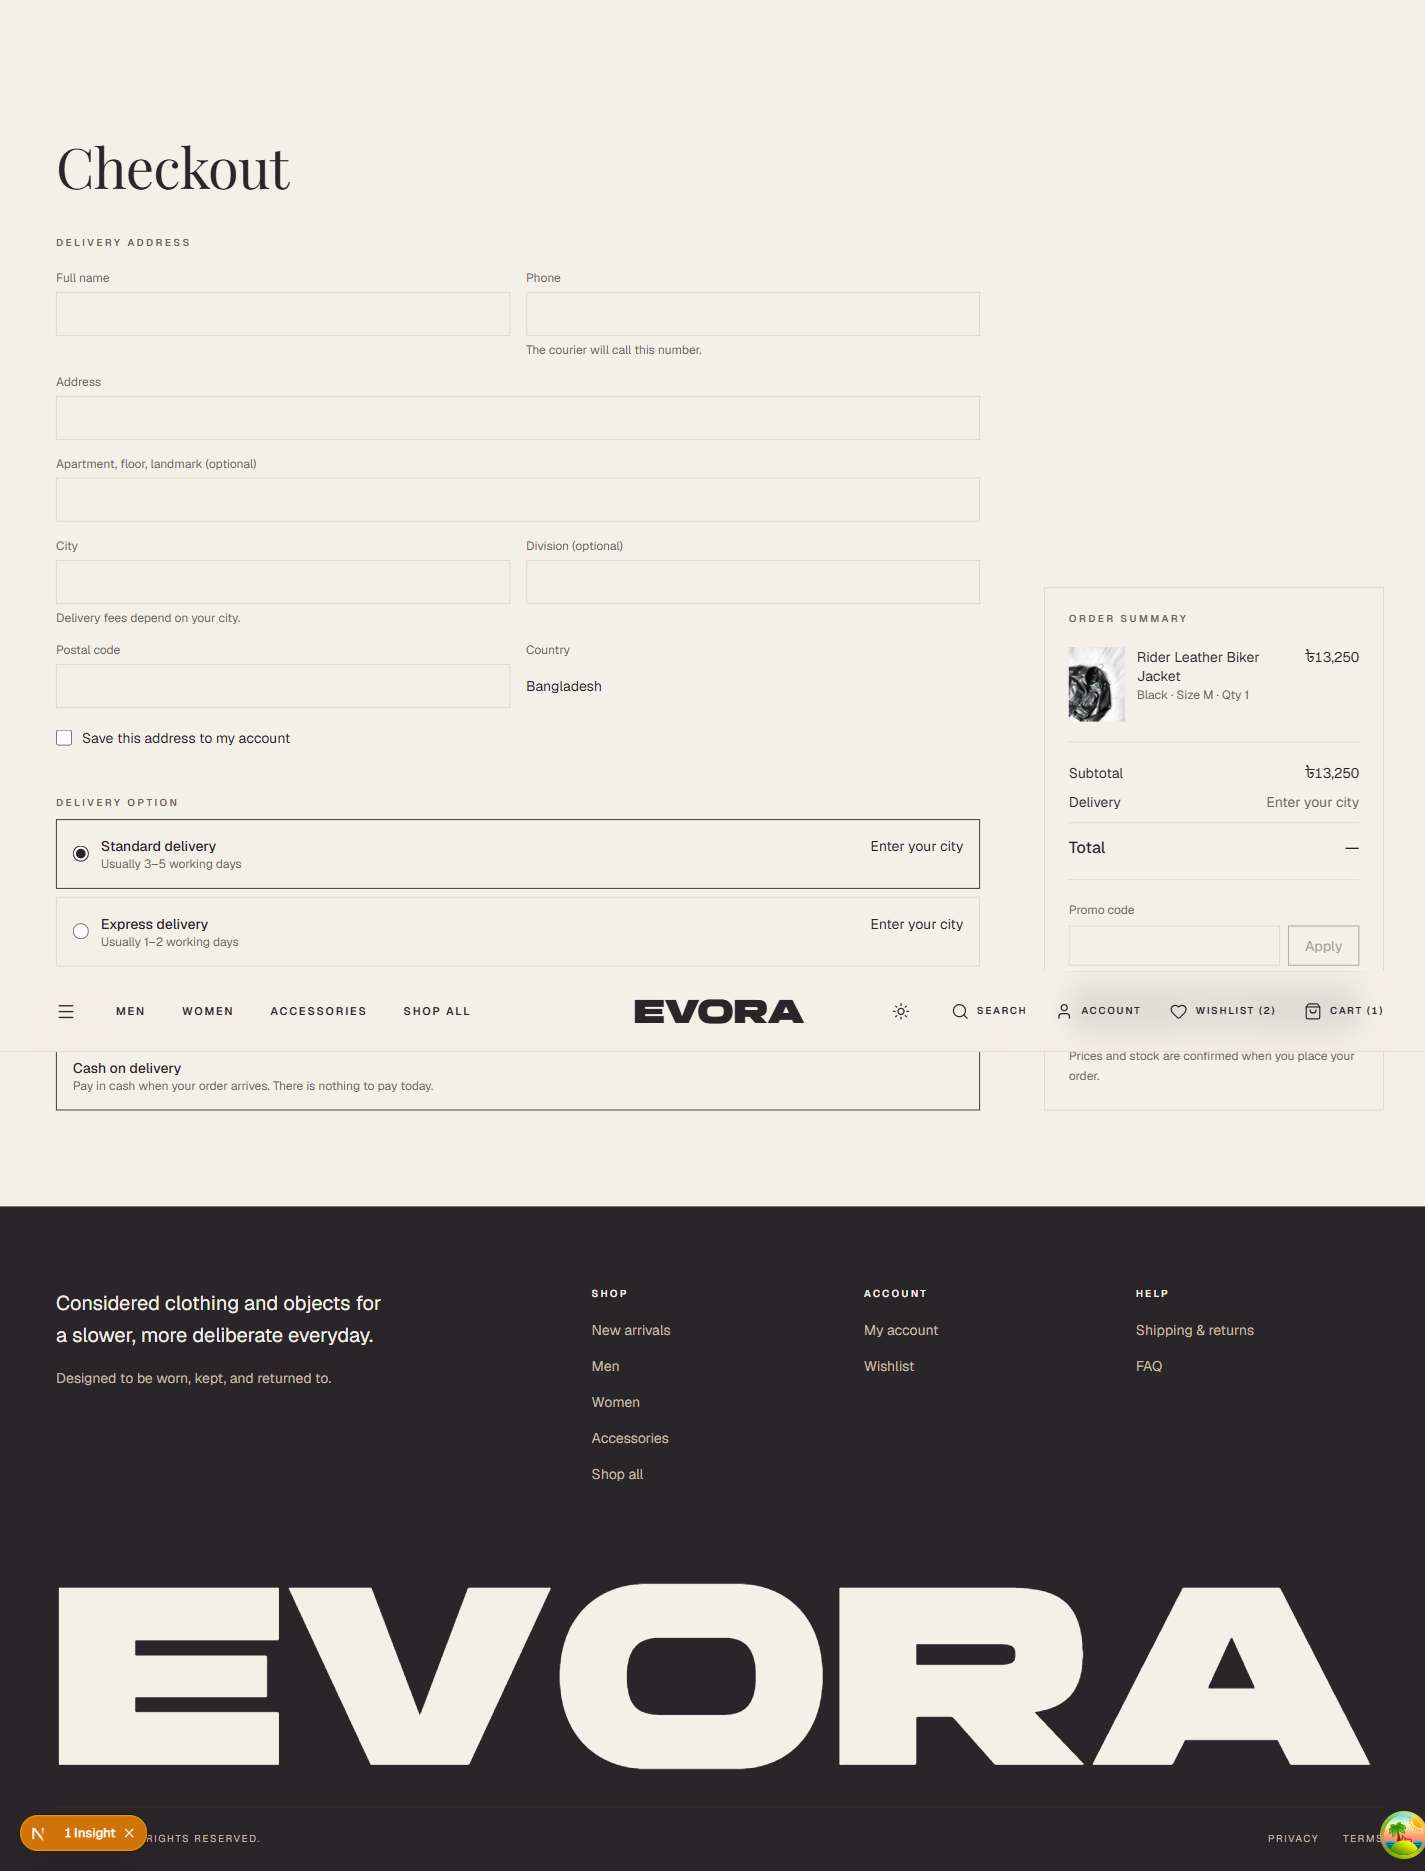 Checkout
DELIVERY ADDRESS
Full name
Phone
The courier will call this number.
Address
Apartment, floor, landmark (optional)
City
Division (optional)
Delivery fees depend on your city.
Postal code
Country
Bangladesh
Save this address to my account
DELIVERY OPTION
Standard delivery
Enter your city
Usually 3–5 working days
Express delivery
Enter your city
Usually 1–2 working days
ORDER SUMMARY
Rider Leather Biker
Jacket
৳13,250
Black · Size M · Qty 1
Subtotal
৳13,250
Delivery
Enter your city
Total
—
Promo code
Apply
MEN
WOMEN
ACCESSORIES
SHOP ALL
EVORA
SEARCH
ACCOUNT
WISHLIST (2)
CART (1)
Cash on delivery
Pay in cash when your order arrives. There is nothing to pay today.
Prices and stock are confirmed when you place your
order.
Considered clothing and objects for
a slower, more deliberate everyday.
Designed to be worn, kept, and returned to.
SHOP
New arrivals
Men
Women
Accessories
Shop all
ACCOUNT
My account
Wishlist
HELP
Shipping & returns
FAQ
EVORA
N
1 Insight
RIGHTS RESERVED.
PRIVACY
TERMS